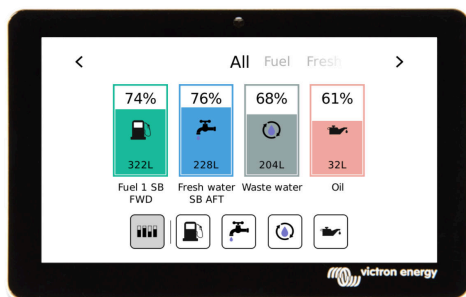 < All Fuel Fresh >
74% 76% 68% 61%
322L 228L 204L 32L
Fuel 1 SB Fresh water Waste water Oil
FWD SB AFT
victron energy